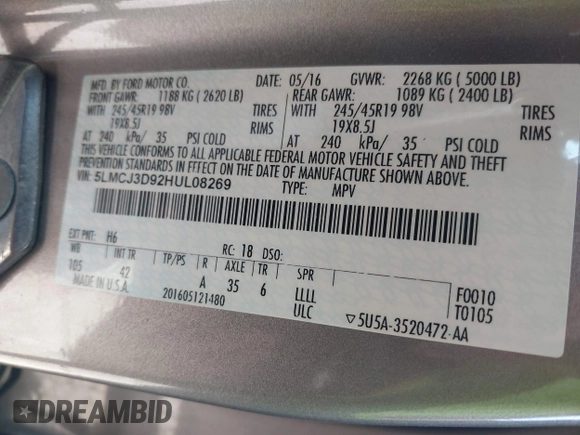 MFD. BY FORD MOTOR CO. DATE: 05/16 GVWR: 2268 KG ( 5000 LB)
FRONT GAWR: 1188 KG ( 2620 LB) REAR GAWR: 1089 KG ( 2400 LB)
WITH 245/45R19 98V TIRES WITH 245/45R19 98V TIRES
19X8.5J RIMS 19X8.5J RIMS
AT 240 kPa/ 35 PSI COLD AT 240 kPa/ 35 PSI COLD
THIS VEHICLE CONFORMS TO ALL APPLICABLE FEDERAL MOTOR VEHICLE SAFETY AND THEFT
PREVENTION STANDARDS IN EFFECT ON THE DATE OF MANUFACTURE SHOWN ABOVE.
VIN: 5LMCJ3D92HUL08269 TYPE: MPV
EXT PNT: H6 RC: 18 DSO:
WB INT TR TP/PS R AXLE TR SPR
105 42 A 35 6 LLLL F0010
MADE IN U.S.A. 201605121480 ULC T0105
▽5U5A-3520472-AA
DREAMBID